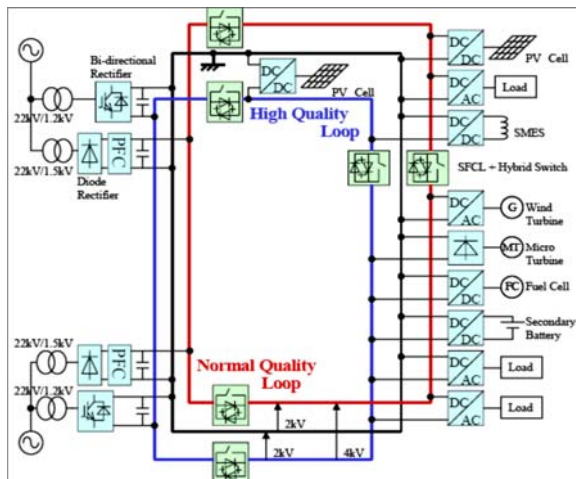 Bi-directional
Rectifier
22kV/1.2kV
22kV/1.5kV
PFC
Diode
Rectifier
DC
DC
PV Cell
High Quality
Loop
DC
DC
PV Cell
DC
AC
Load
DC
DC
SMES
SFCL + Hybrid Switch
DC
AC
G
Wind
Turbine
MT
Micro
Turbine
DC
DC
FC
Fuel Cell
DC
DC
Secondary
Battery
DC
AC
Load
DC
AC
Load
22kV/1.5kV
PFC
22kV/1.2kV
Normal Quality
Loop
2kV
2kV
4kV